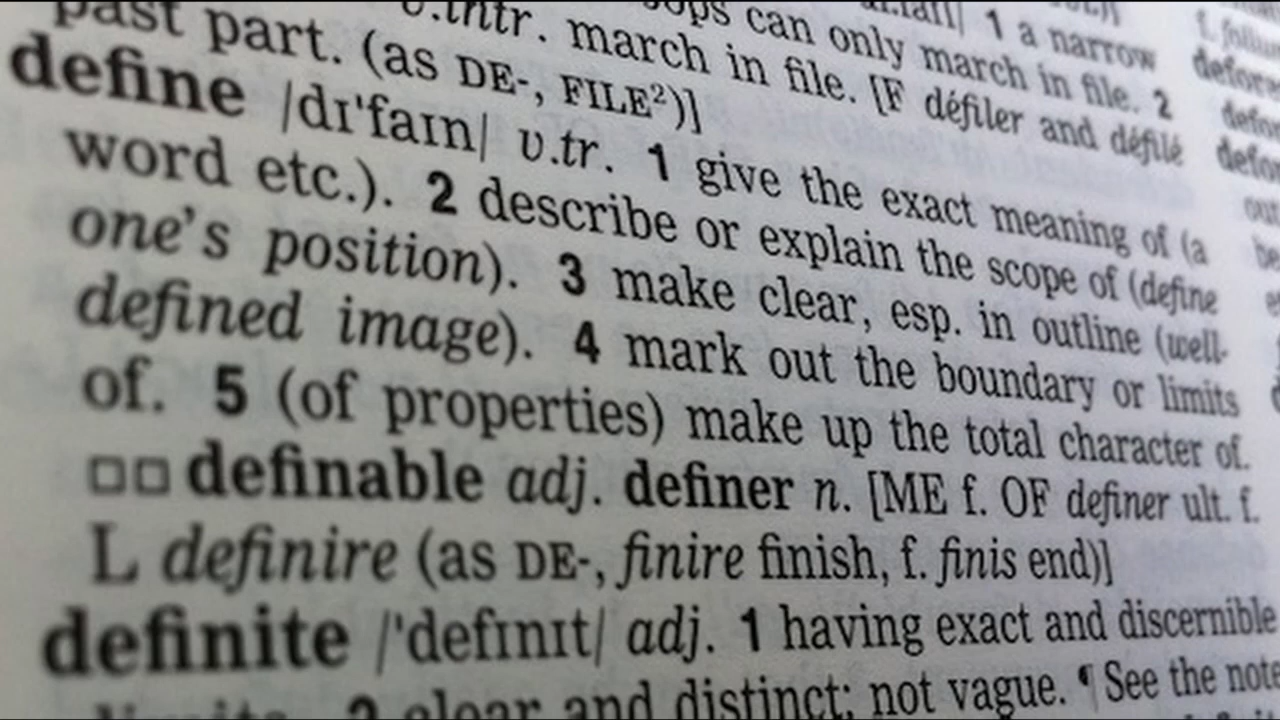 past part. (as DE-, FILE²)]
v.intr. march in file. [F défiler and défilé
can only march in file. 2
1 a narrow
define /dɪˈfaɪn/ v.tr. 1 give the exact meaning of (a
word etc.). 2 describe or explain the scope of (define
one's position). 3 make clear, esp. in outline (well-
defined image). 4 mark out the boundary or limits
of. 5 (of properties) make up the total character of.
□□ definable adj. definer n. [ME f. OF definer ult. f.
L definire (as DE-, finire finish, f. finis end)]
definite /ˈdefɪnɪt/ adj. 1 having exact and discernible
2 clear and distinct; not vague. ¶ See the note